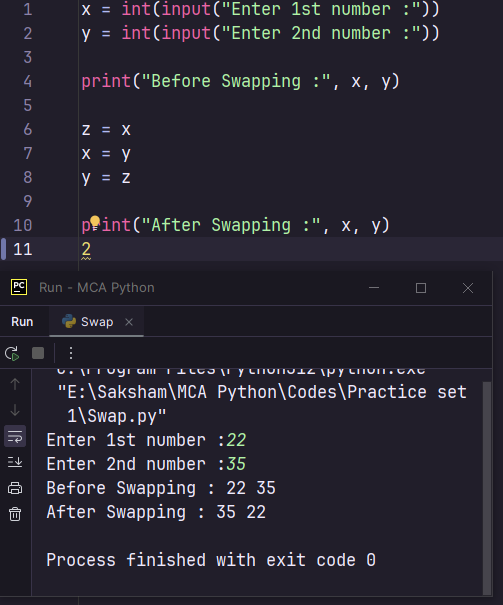 1 x = int(input("Enter 1st number :"))
2 y = int(input("Enter 2nd number :"))
3
4 print("Before Swapping :", x, y)
5
6 z = x
7 x = y
8 y = z
9
10 print("After Swapping :", x, y)
11 2
PC Run - MCA Python
Run Swap
C:\Program Files\Python312\python.exe
"E:\Saksham\MCA Python\Codes\Practice set
1\Swap.py"
Enter 1st number :22
Enter 2nd number :35
Before Swapping : 22 35
After Swapping : 35 22
Process finished with exit code 0